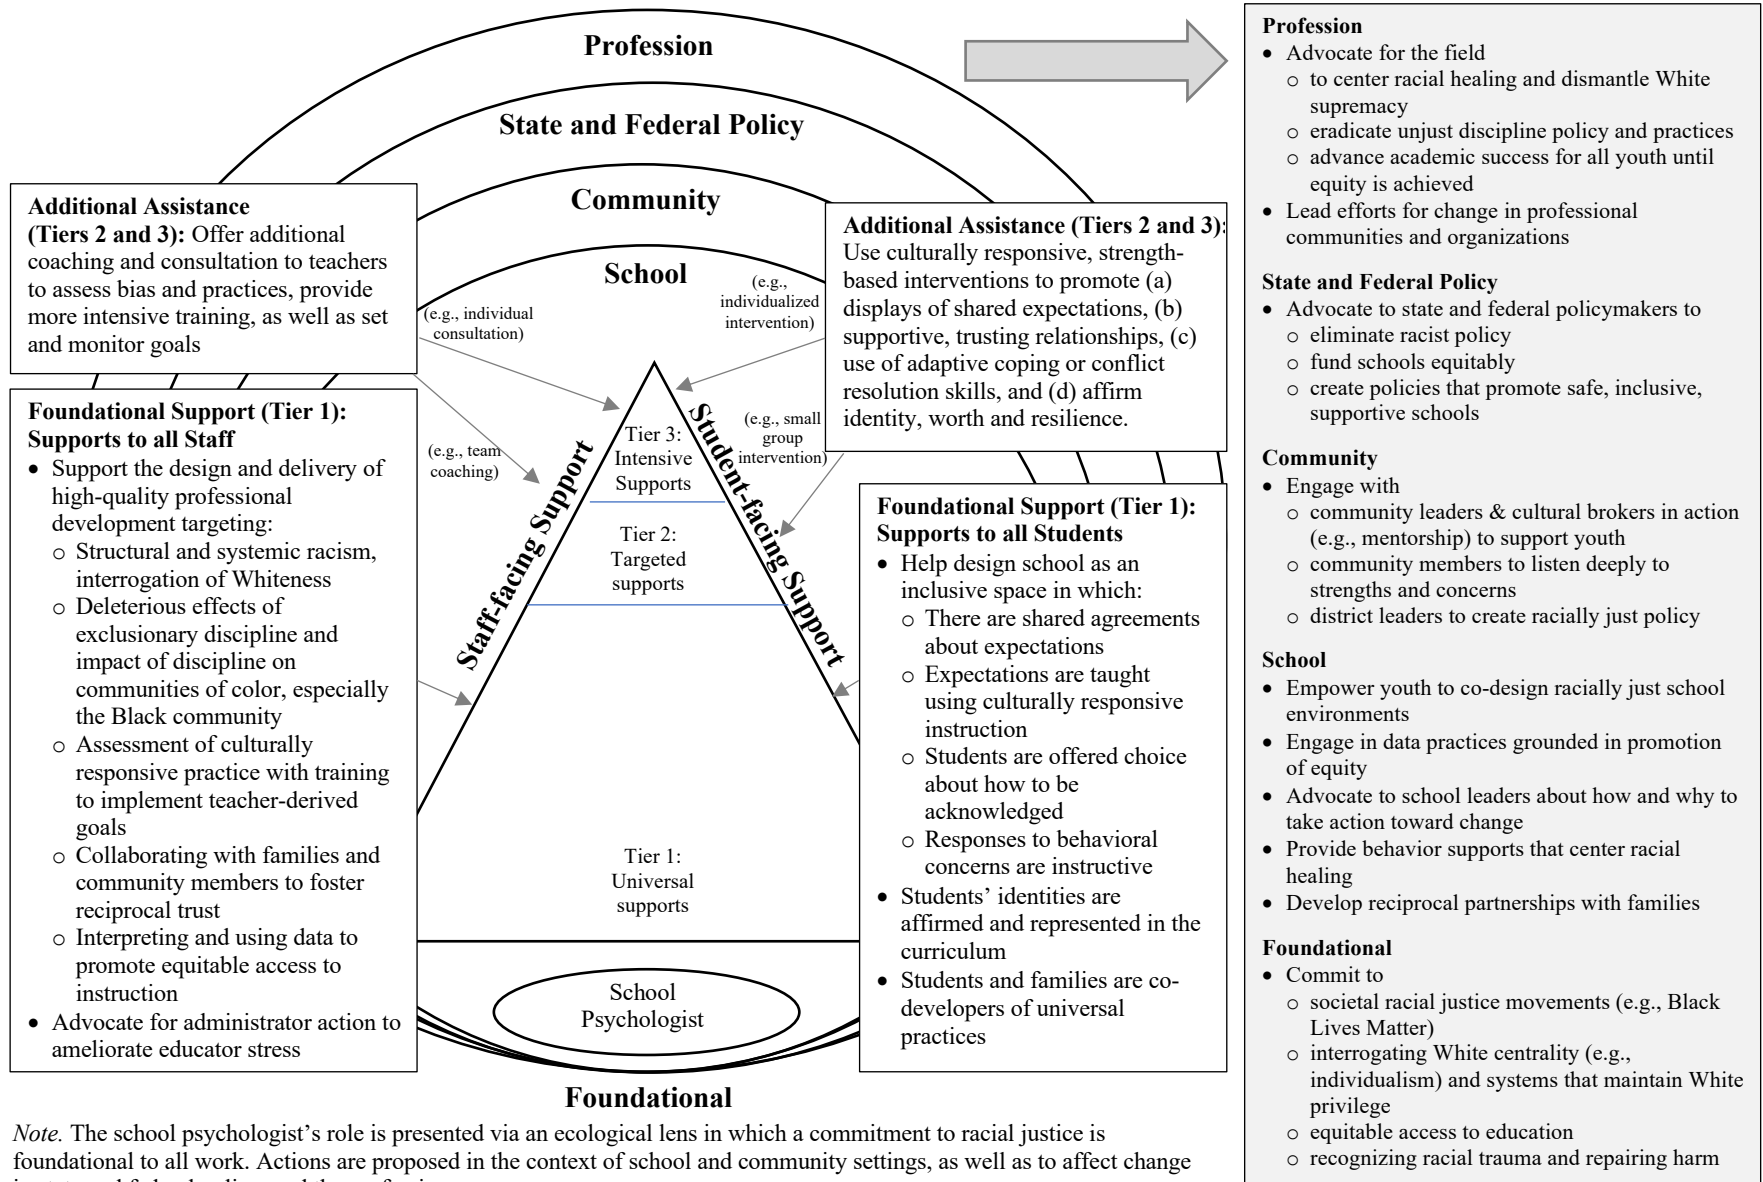 Profession
State and Federal Policy
Community
School
Additional Assistance
(Tiers 2 and 3): Offer additional
coaching and consultation to teachers
to assess bias and practices, provide
more intensive training, as well as set
and monitor goals
Foundational Support (Tier 1):
Supports to all Staff
• Support the design and delivery of
high-quality professional
development targeting:
o Structural and systemic racism,
interrogation of Whiteness
o Deleterious effects of
exclusionary discipline and
impact of discipline on
communities of color, especially
the Black community
o Assessment of culturally
responsive practice with training
to implement teacher-derived
goals
o Collaborating with families and
community members to foster
reciprocal trust
o Interpreting and using data to
promote equitable access to
instruction
• Advocate for administrator action to
ameliorate educator stress
(e.g., individual
consultation)
(e.g., team
coaching)
Staff-facing Support
Tier 3:
Intensive
Supports
Tier 2:
Targeted
supports
Tier 1:
Universal
supports
School
Psychologist
Foundational
Student-facing Support
(e.g.,
individualized
intervention)
(e.g., small
group
intervention)
Additional Assistance (Tiers 2 and 3):
Use culturally responsive, strength-
based interventions to promote (a)
displays of shared expectations, (b)
supportive, trusting relationships, (c)
use of adaptive coping or conflict
resolution skills, and (d) affirm
identity, worth and resilience.
Foundational Support (Tier 1):
Supports to all Students
• Help design school as an
inclusive space in which:
o There are shared agreements
about expectations
o Expectations are taught
using culturally responsive
instruction
o Students are offered choice
about how to be
acknowledged
o Responses to behavioral
concerns are instructive
• Students’ identities are
affirmed and represented in the
curriculum
• Students and families are co-
developers of universal
practices
Profession
• Advocate for the field
o to center racial healing and dismantle White
supremacy
o eradicate unjust discipline policy and practices
o advance academic success for all youth until
equity is achieved
• Lead efforts for change in professional
communities and organizations
State and Federal Policy
• Advocate to state and federal policymakers to
o eliminate racist policy
o fund schools equitably
o create policies that promote safe, inclusive,
supportive schools
Community
• Engage with
o community leaders & cultural brokers in action
(e.g., mentorship) to support youth
o community members to listen deeply to
strengths and concerns
o district leaders to create racially just policy
School
• Empower youth to co-design racially just school
environments
• Engage in data practices grounded in promotion
of equity
• Advocate to school leaders about how and why to
take action toward change
• Provide behavior supports that center racial
healing
• Develop reciprocal partnerships with families
Foundational
• Commit to
o societal racial justice movements (e.g., Black
Lives Matter)
o interrogating White centrality (e.g.,
individualism) and systems that maintain White
privilege
o equitable access to education
o recognizing racial trauma and repairing harm
Note. The school psychologist’s role is presented via an ecological lens in which a commitment to racial justice is
foundational to all work. Actions are proposed in the context of school and community settings, as well as to affect change